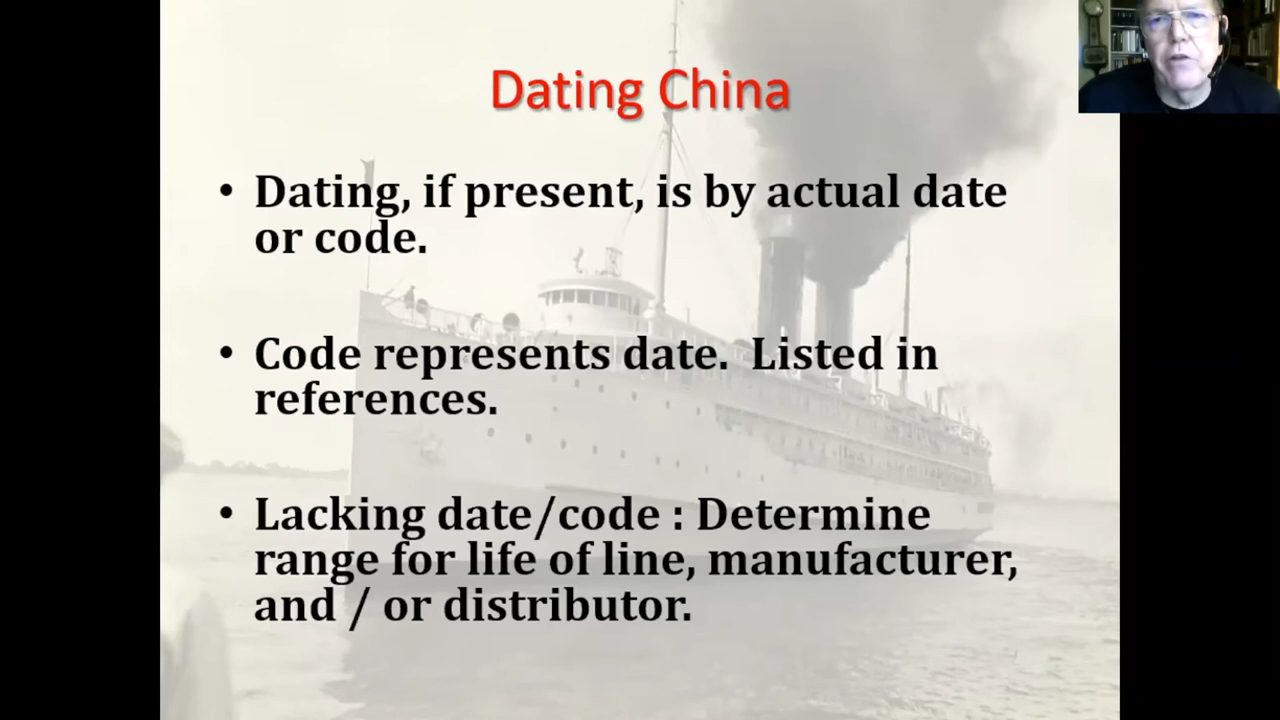 Dating China
• Dating, if present, is by actual date
or code.
• Code represents date.  Listed in
references.
• Lacking date/code : Determine
range for life of line, manufacturer,
and / or distributor.